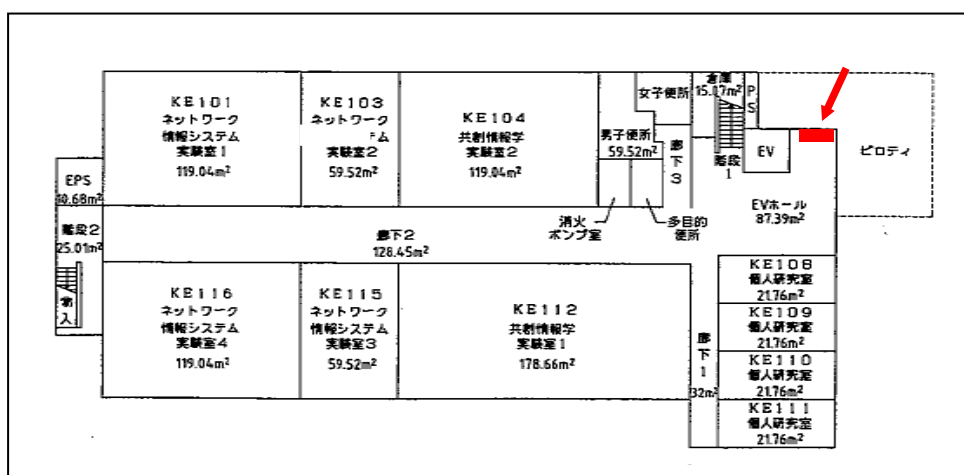 KE101
ネットワーク
情報システム
実験室1
119.04m²
KE103
ネットワーク
実験室2
59.52m²
KE104
共創情報学
実験室2
119.04m²
女子便所
男子便所
59.52m²
倉庫
15.07m²
PS
階段1
廊下3
EV
ピロティ
EVホール
87.39m²
EPS
10.68m²
階段2
25.01m²
廊下2
128.45m²
消火
ポンプ室
多目的
便所
KE116
ネットワーク
情報システム
実験室4
119.04m²
KE115
ネットワーク
情報システム
実験室3
59.52m²
KE112
共創情報学
実験室1
178.66m²
廊下1
32m²
KE108
個人研究室
21.76m²
KE109
個人研究室
21.76m²
KE110
個人研究室
21.76m²
KE111
個人研究室
21.76m²